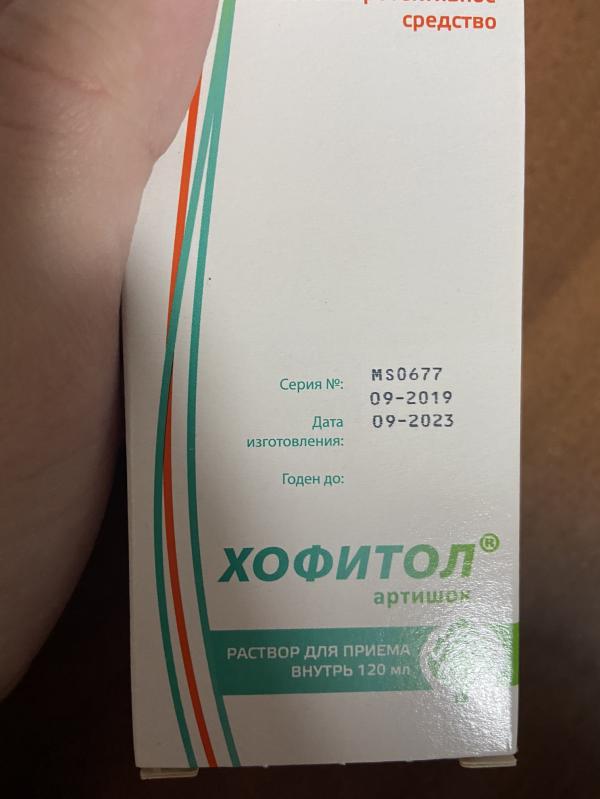 средство
Серия №: MS0677
09-2019
Дата 09-2023
изготовления:
Годен до:
ХОФИТОЛ®
артишок
РАСТВОР ДЛЯ ПРИЕМА
ВНУТРЬ 120 мл